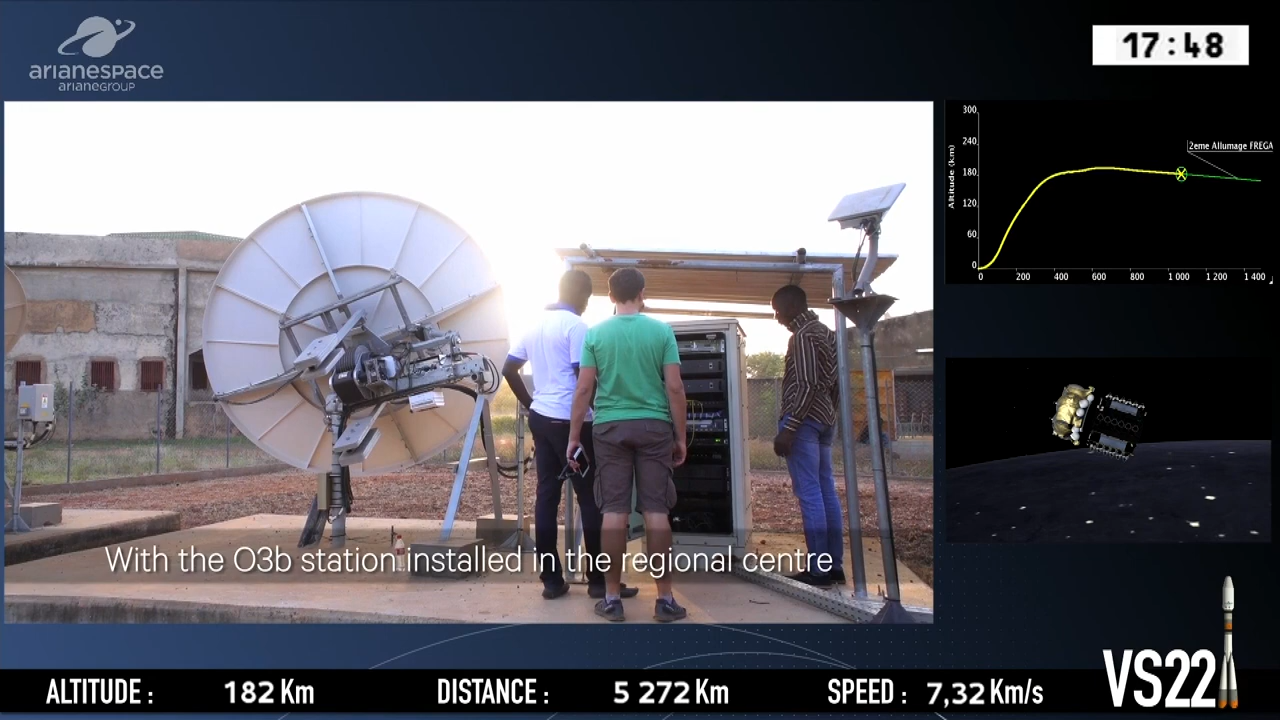 arianespace
arianeGROUP
17:48
300
240
180
120
60
0
Altitude (km)
2eme Allumage FREGA
0 200 400 600 800 1 000 1 200 1 400
With the O3b station installed in the regional centre
ALTITUDE : 182 Km DISTANCE : 5 272 Km SPEED : 7,32 Km/s
VS22